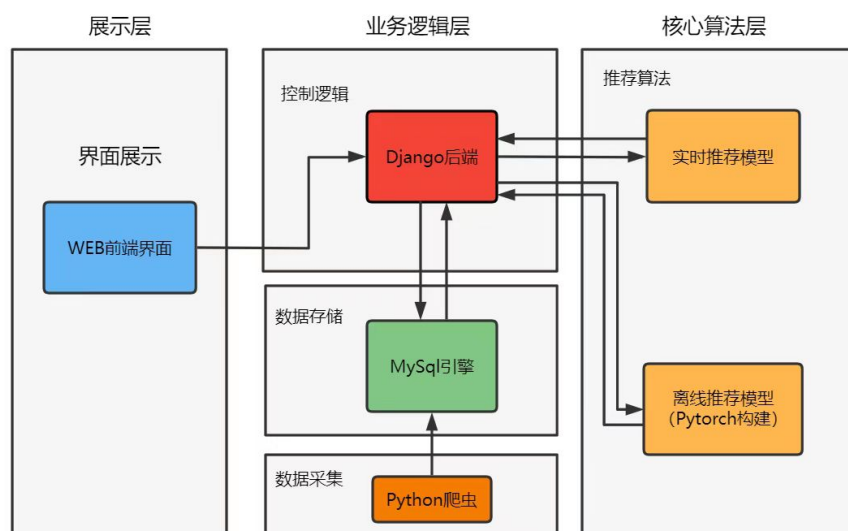 展示层
业务逻辑层
核心算法层
控制逻辑
推荐算法
界面展示
Django后端
实时推荐模型
WEB前端界面
数据存储
MySql引擎
离线推荐模型
（Pytorch构建）
数据采集
Python爬虫